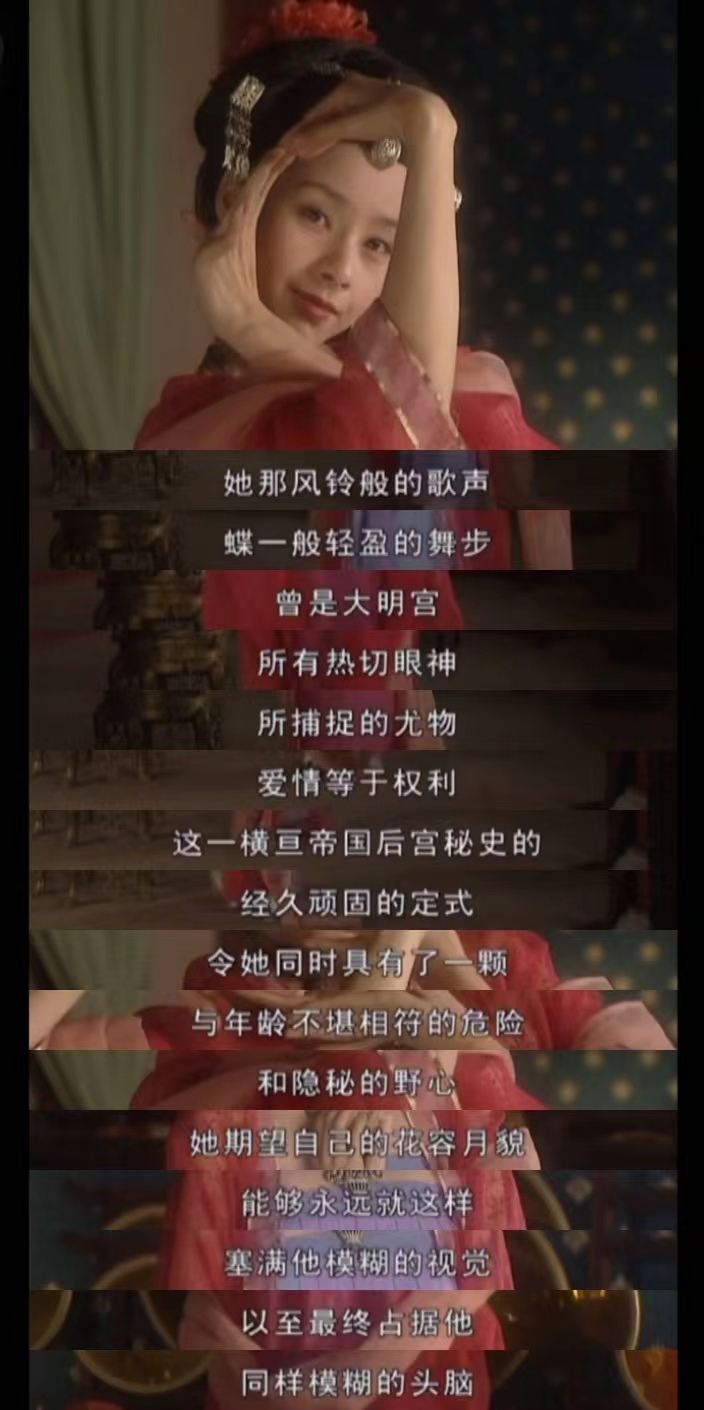 她那风铃般的歌声
蝶一般轻盈的舞步
曾是大明宫
所有热切眼神
所捕捉的尤物
爱情等于权利
这一横亘帝国后宫秘史的
经久顽固的定式
令她同时具有了一颗
与年龄不堪相符的危险
和隐秘的野心
她期望自己的花容月貌
能够永远就这样
塞满他模糊的视觉
以至最终占据他
同样模糊的头脑